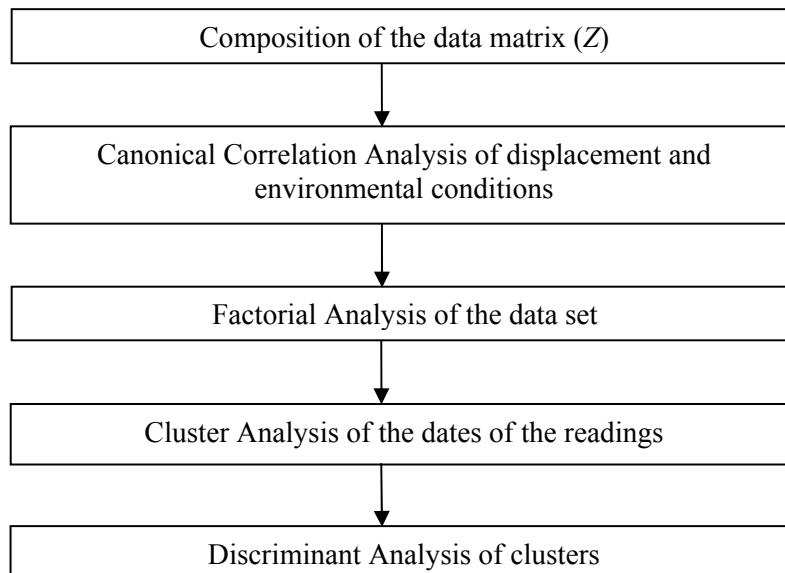 Composition of the data matrix (Z)
Canonical Correlation Analysis of displacement and
environmental conditions
Factorial Analysis of the data set
Cluster Analysis of the dates of the readings
Discriminant Analysis of clusters